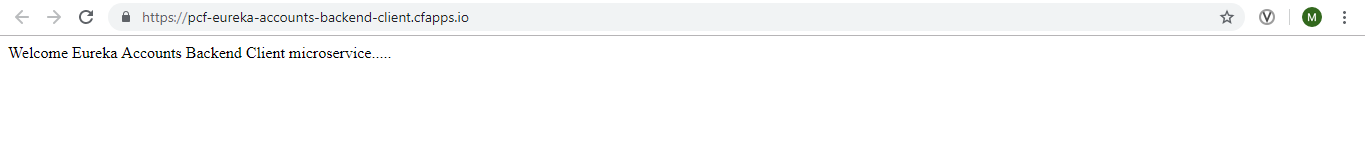 https://pcf-eureka-accounts-backend-client.cfapps.io
M
Welcome Eureka Accounts Backend Client microservice.....